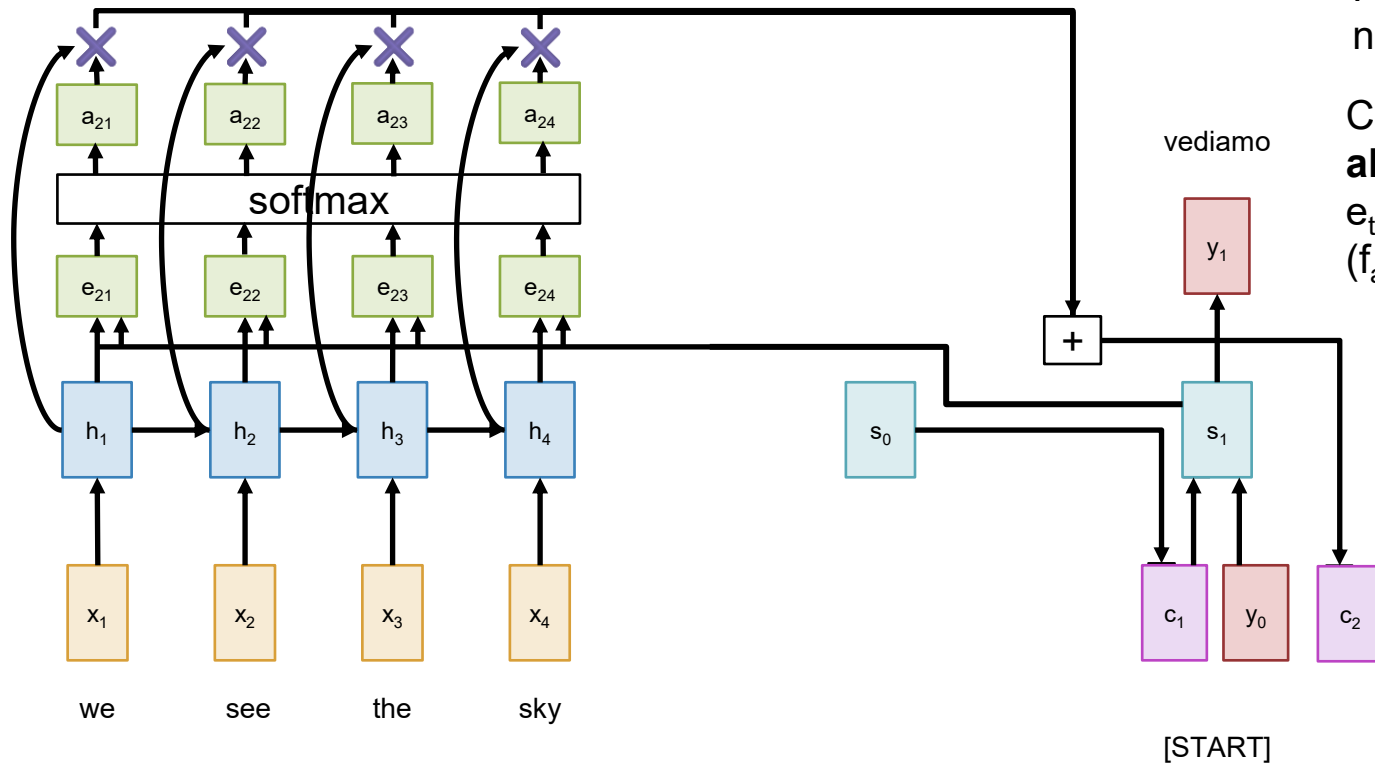 a₂₁ a₂₂ a₂₃ a₂₄
softmax
e₂₁ e₂₂ e₂₃ e₂₄
h₁ h₂ h₃ h₄
x₁ x₂ x₃ x₄
we see the sky
vediamo
y₁
+
s₀ s₁
c₁ y₀ c₂
[START]